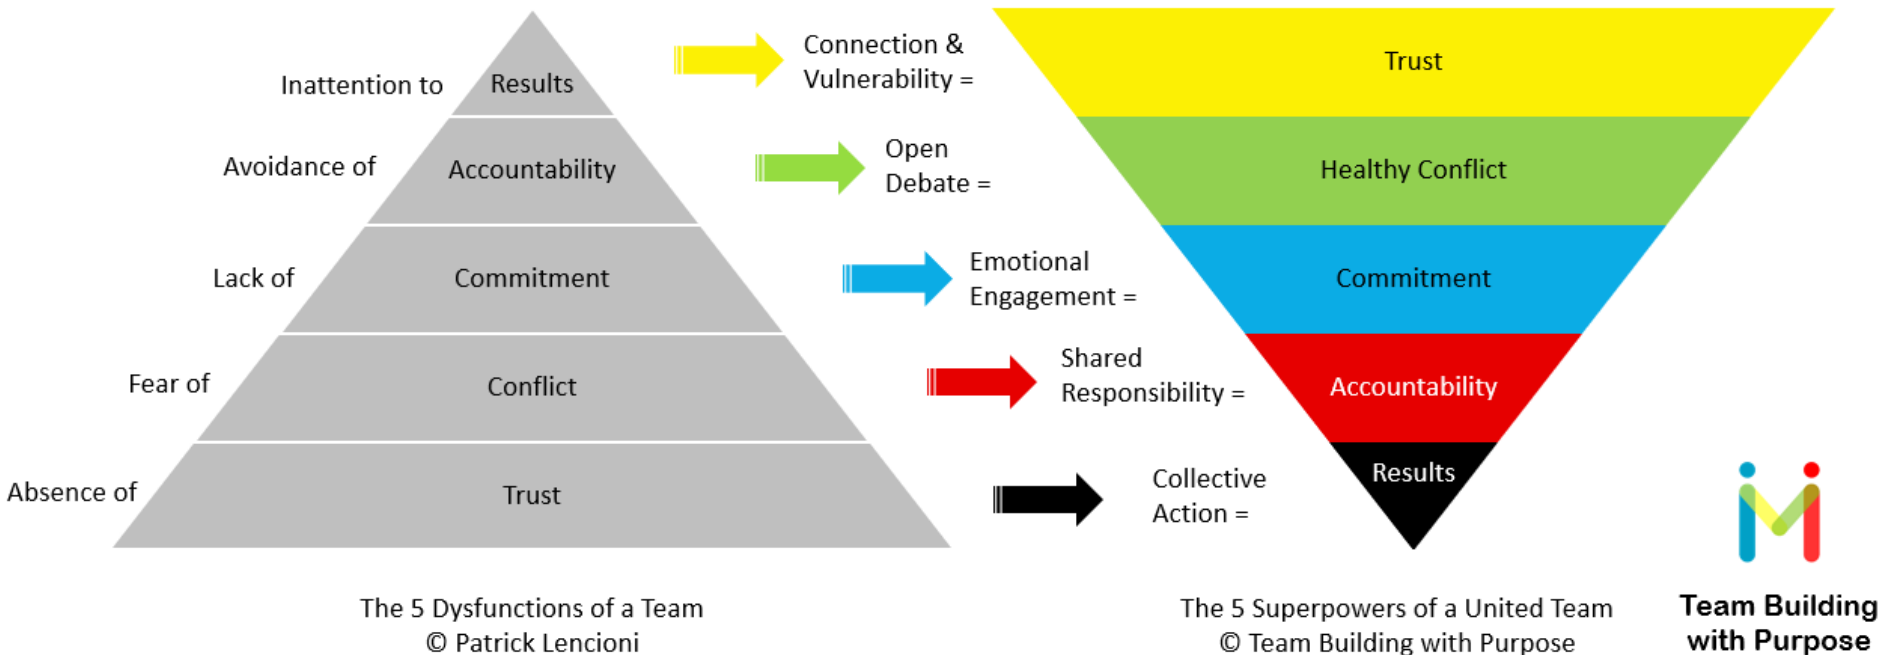 Inattention to
Results
Avoidance of
Accountability
Lack of
Commitment
Fear of
Conflict
Absence of
Trust
The 5 Dysfunctions of a Team
© Patrick Lencioni
Connection &
Vulnerability =
Trust
Open
Debate =
Healthy Conflict
Emotional
Engagement =
Commitment
Shared
Responsibility =
Accountability
Collective
Action =
Results
The 5 Superpowers of a United Team
© Team Building with Purpose
Team Building
with Purpose